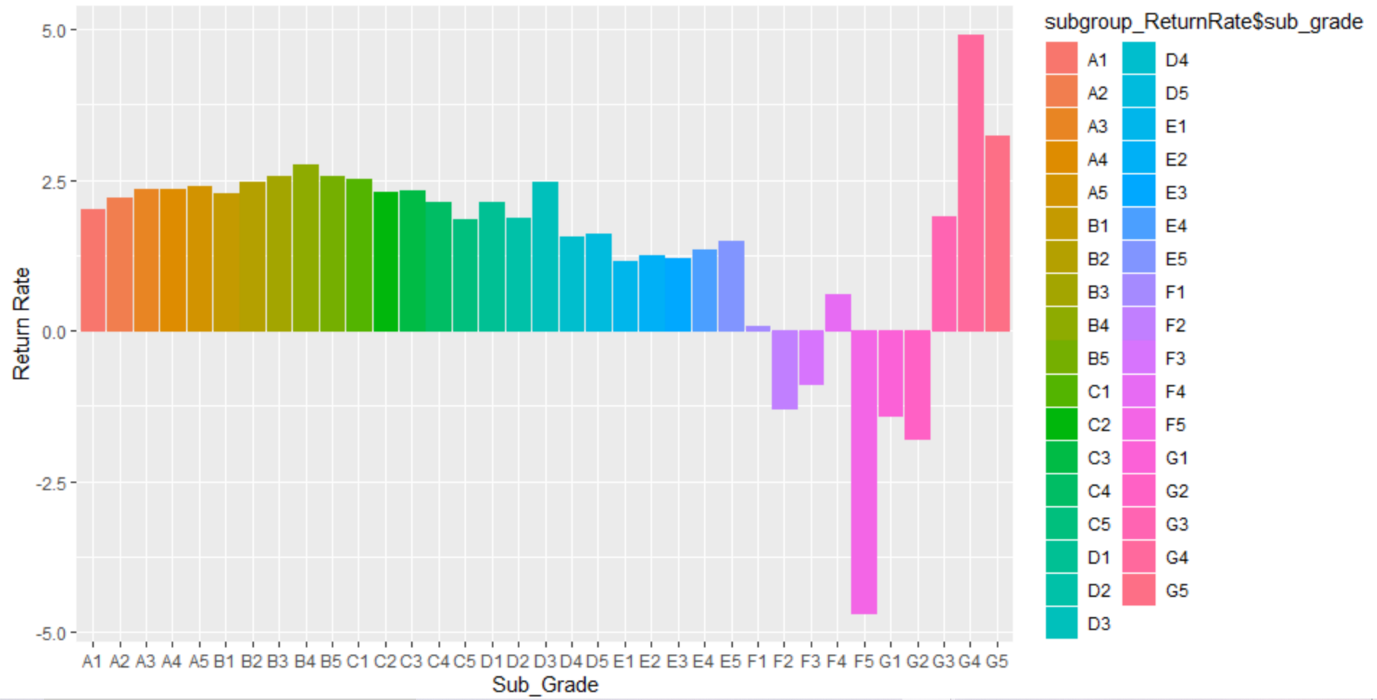 5.0
2.5
0.0
-2.5
-5.0
Return Rate
A1 A2 A3 A4 A5 B1 B2 B3 B4 B5 C1 C2 C3 C4 C5 D1 D2 D3 D4 D5 E1 E2 E3 E4 E5 F1 F2 F3 F4 F5 G1 G2 G3 G4 G5
Sub_Grade
subgroup_ReturnRate$sub_grade
A1 D4
A2 D5
A3 E1
A4 E2
A5 E3
B1 E4
B2 E5
B3 F1
B4 F2
B5 F3
C1 F4
C2 F5
C3 G1
C4 G2
C5 G3
D1 G4
D2 G5
D3